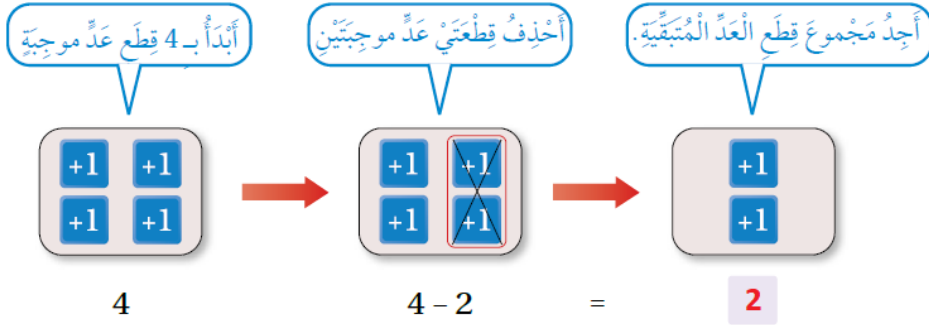 أَبْدَأُ بِـ 4 قِطَعِ عَدٍّ موجِبَةٍ
أَحْذِفُ قِطْعَتَيْ عَدٍّ موجِبَتَيْنِ
أَجِدُ مَجْموعَ قِطَعِ الْعَدِّ الْمُتَبَقِّيَةِ.
+1 +1
+1 +1
+1 +1
+1 +1
+1
+1
4
4 – 2 = 2